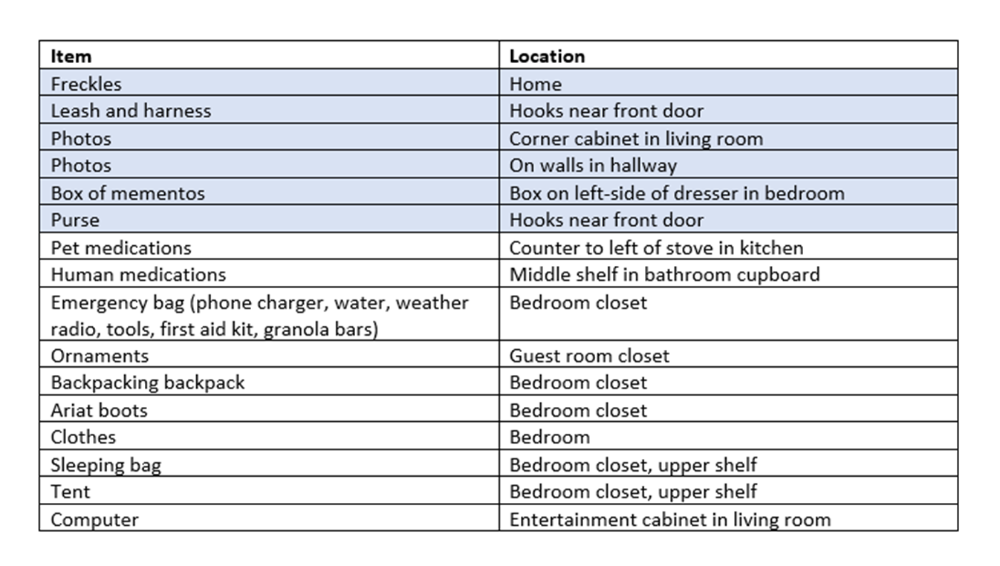 Item Location
Freckles Home
Leash and harness Hooks near front door
Photos Corner cabinet in living room
Photos On walls in hallway
Box of mementos Box on left-side of dresser in bedroom
Purse Hooks near front door
Pet medications Counter to left of stove in kitchen
Human medications Middle shelf in bathroom cupboard
Emergency bag (phone charger, water, weather Bedroom closet
radio, tools, first aid kit, granola bars)
Ornaments Guest room closet
Backpacking backpack Bedroom closet
Ariat boots Bedroom closet
Clothes Bedroom
Sleeping bag Bedroom closet, upper shelf
Tent Bedroom closet, upper shelf
Computer Entertainment cabinet in living room